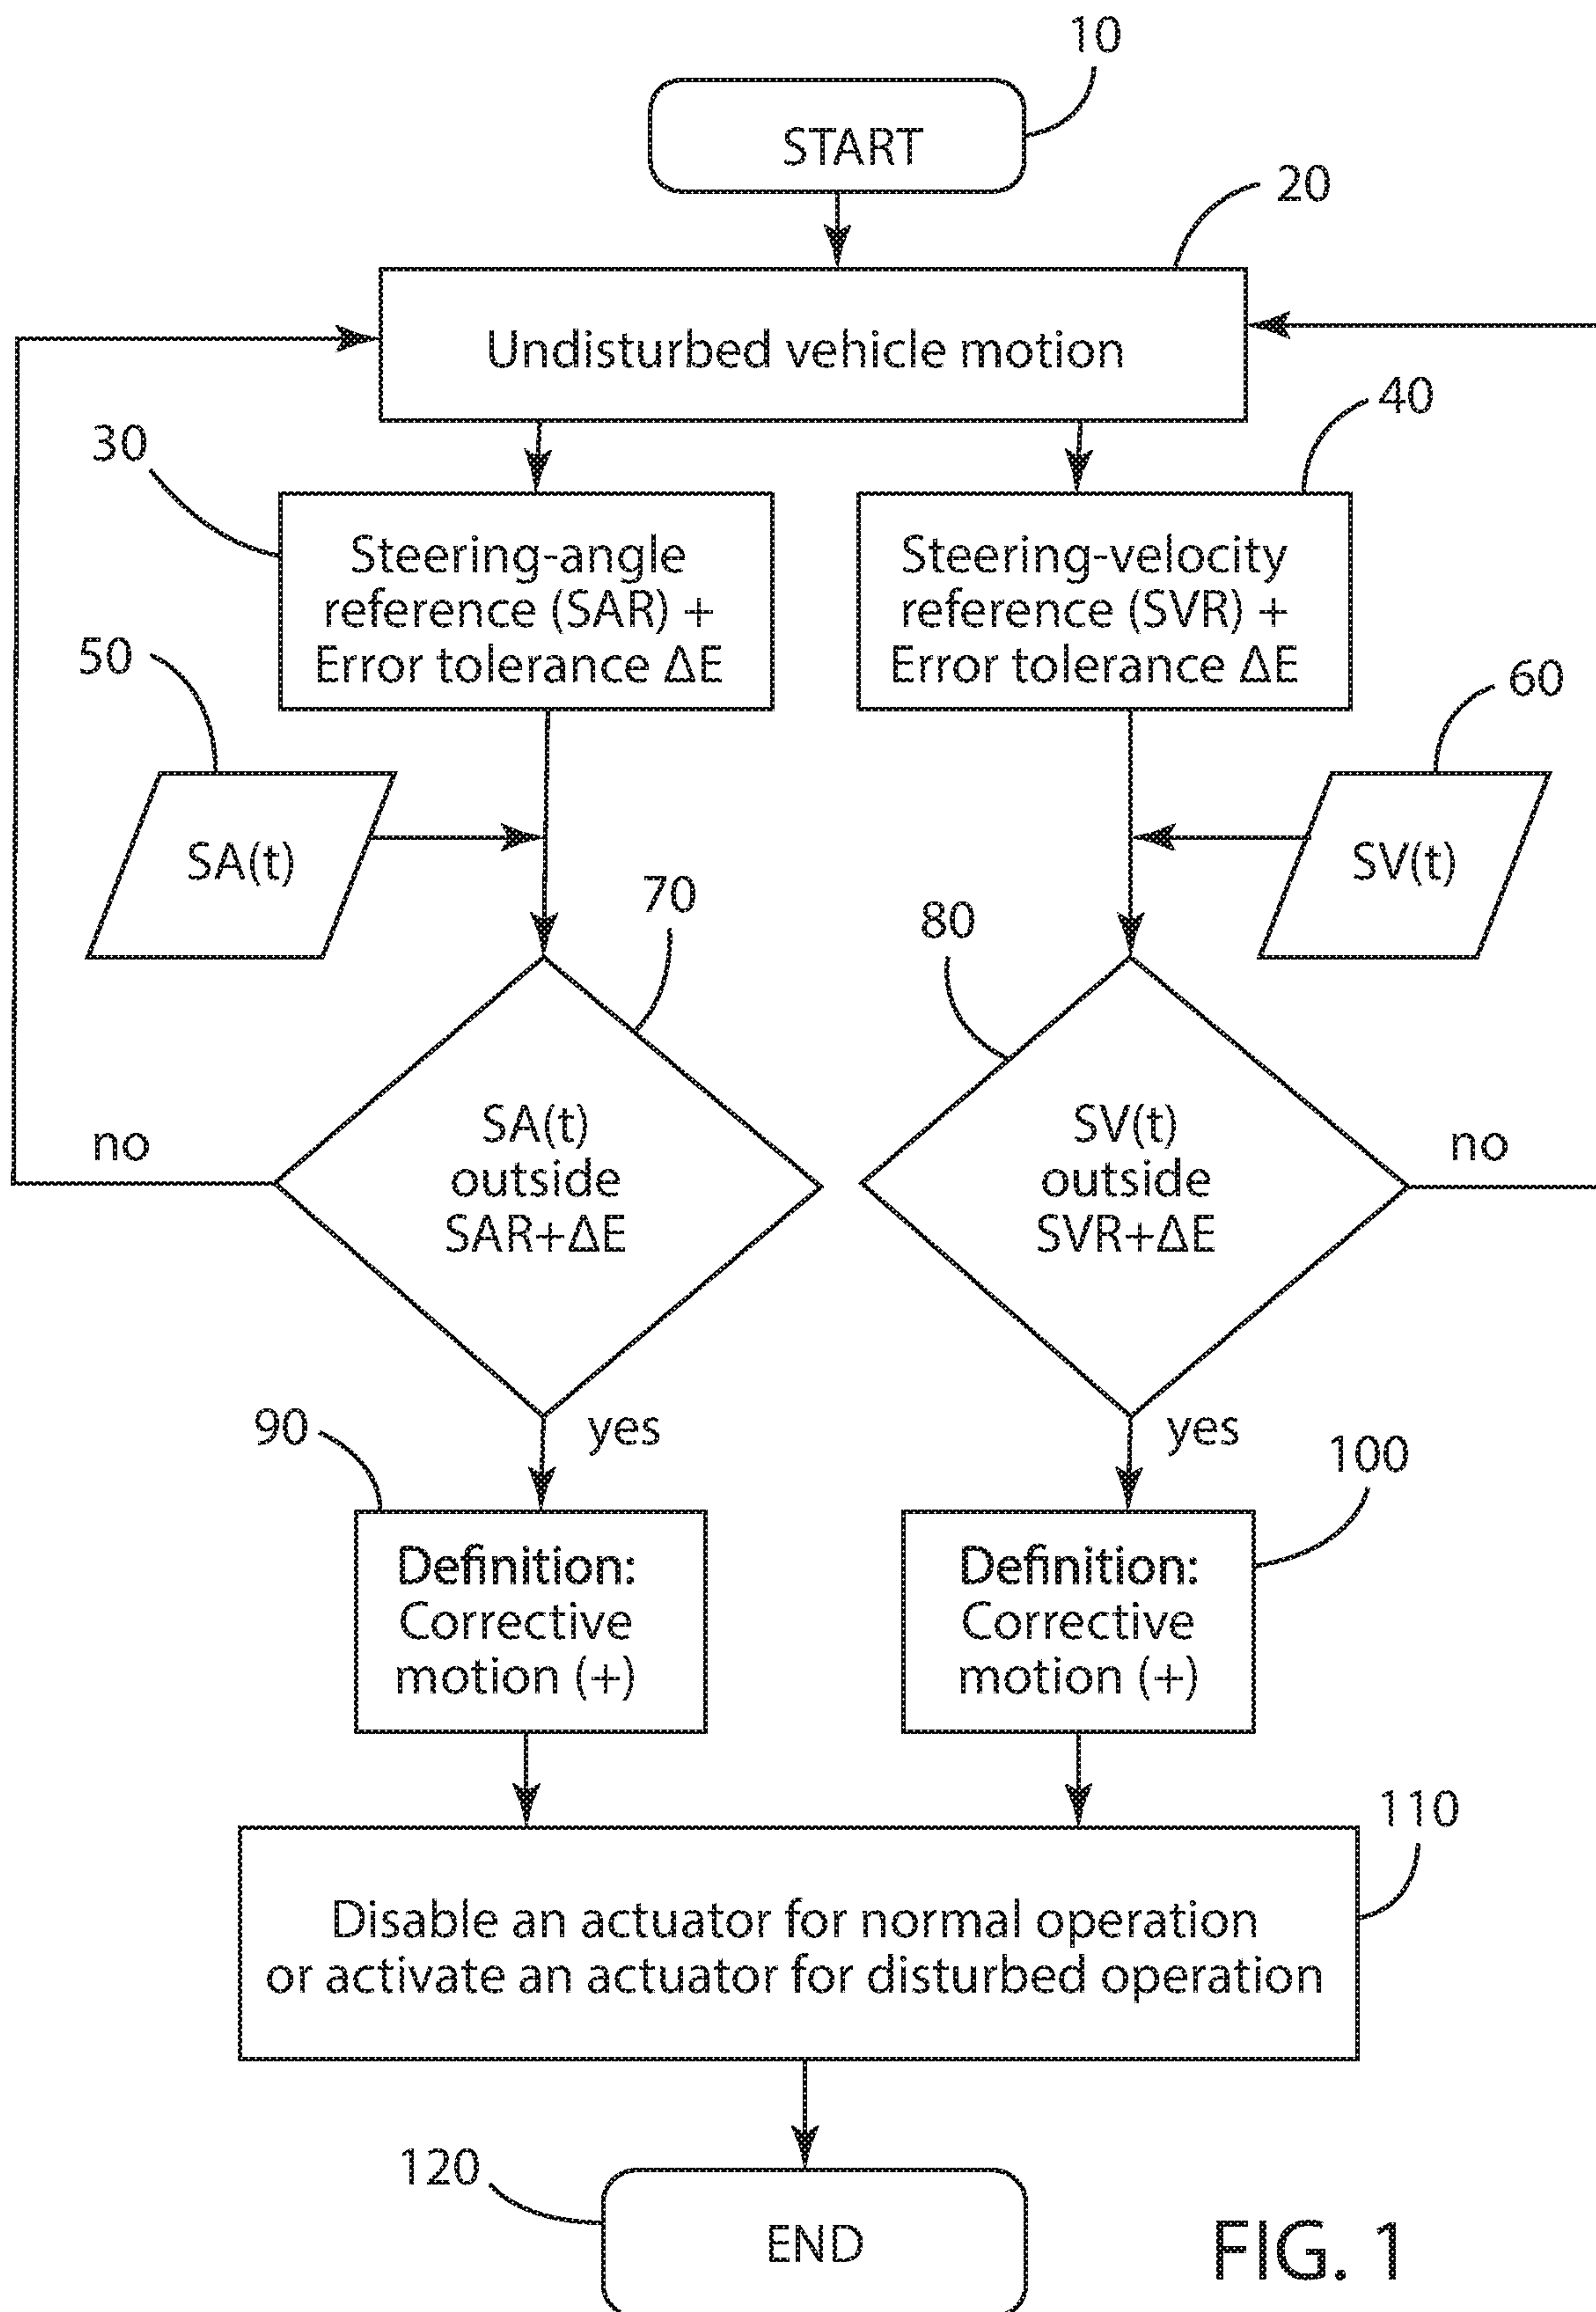 10
START
20
Undisturbed vehicle motion
30
40
Steering-angle
reference (SAR) +
Error tolerance ΔE
Steering-velocity
reference (SVR) +
Error tolerance ΔE
50
60
SA(t)
SV(t)
70
80
no
SA(t)
outside
SAR+ΔE
SV(t)
outside
SVR+ΔE
no
90
yes
yes
100
Definition:
Corrective
motion (+)
Definition:
Corrective
motion (+)
110
Disable an actuator for normal operation
or activate an actuator for disturbed operation
120
END
FIG. 1